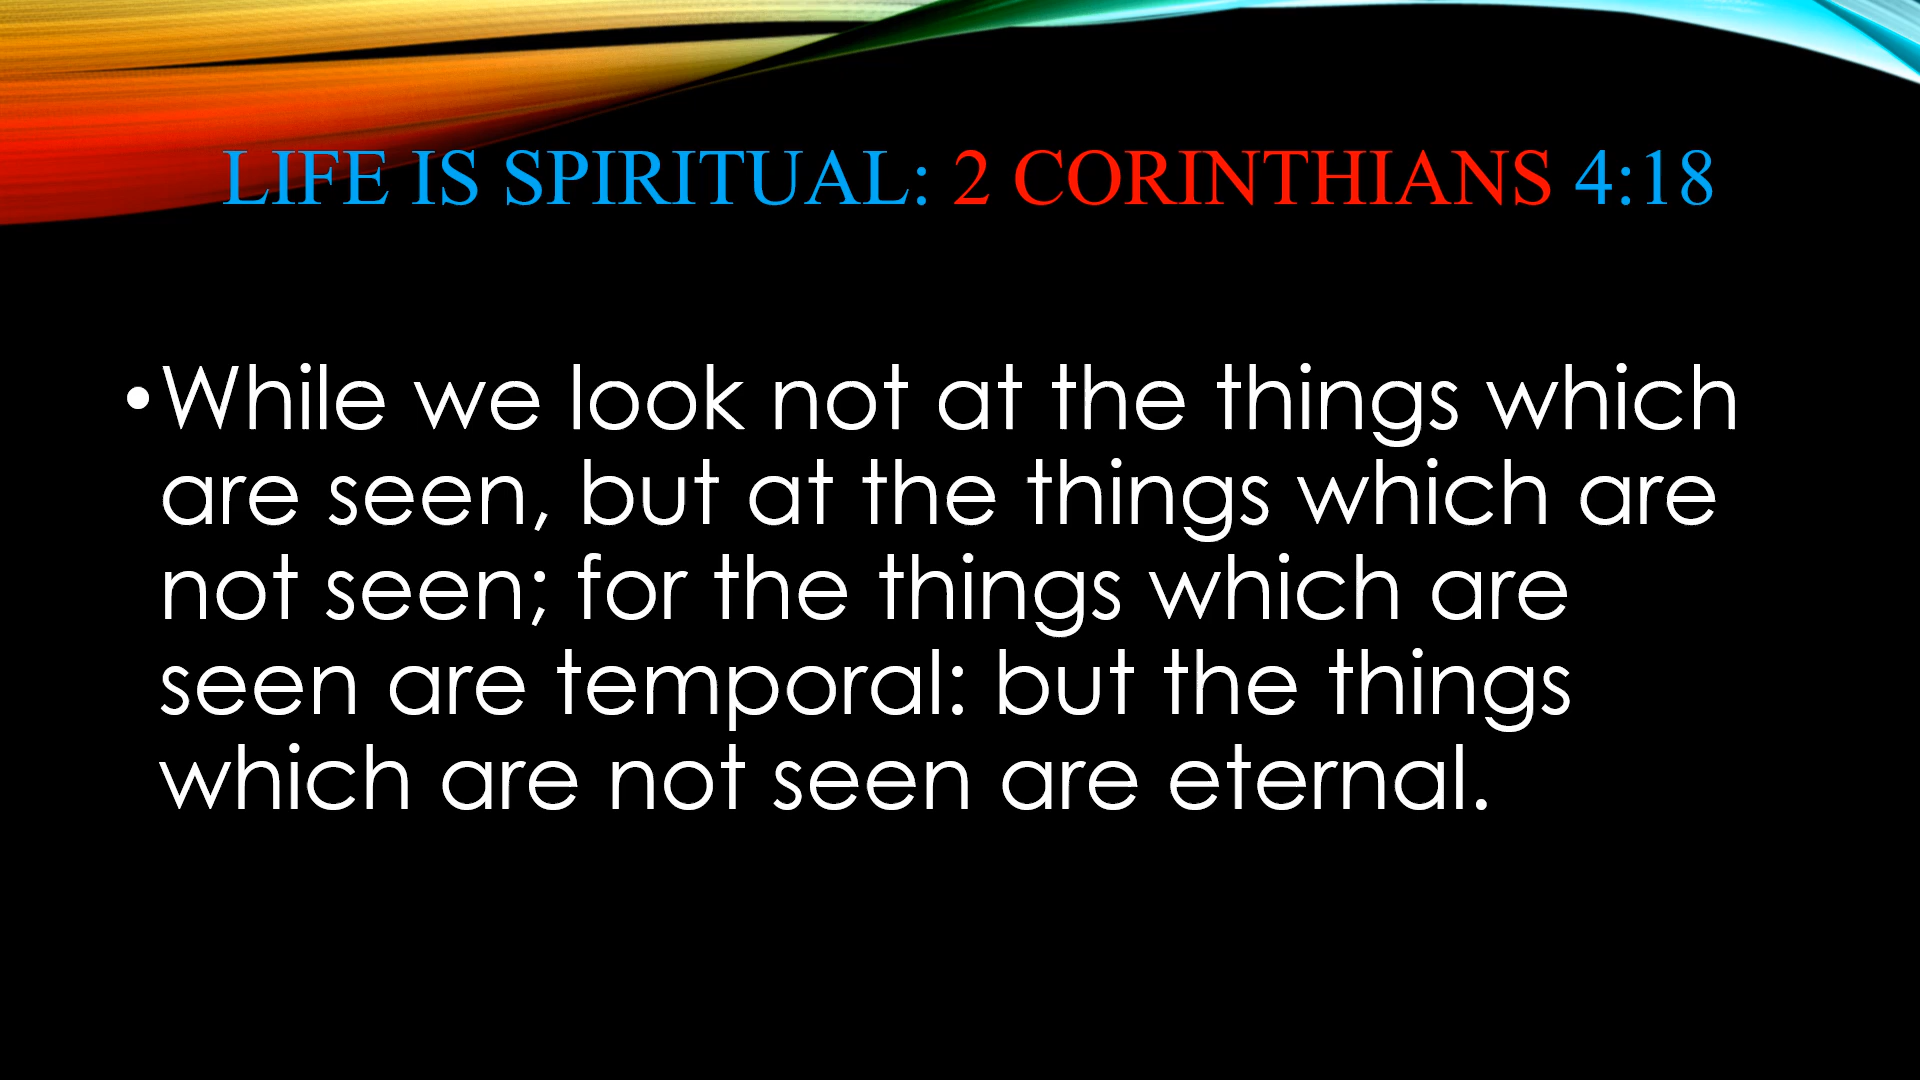 LIFE IS SPIRITUAL: 2 CORINTHIANS 4:18
•While we look not at the things which
are seen, but at the things which are
not seen; for the things which are
seen are temporal: but the things
which are not seen are eternal.